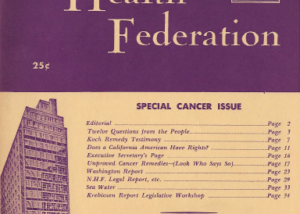 Health
Federation
25¢
SPECIAL CANCER ISSUE
Editorial Page 2
Twelve Questions from the People Page 3
Koch Remedy Testimony Page 7
Does a California American Have Rights? Page 11
Executive Secretary's Page Page 16
Unproved Cancer Remedies—(Look Who Says So) Page 17
Washington Report Page 25
N.H.F. Legal Report, etc. Page 29
Sea Water Page 33
Krebiozen Report Legislative Workshop Page 34